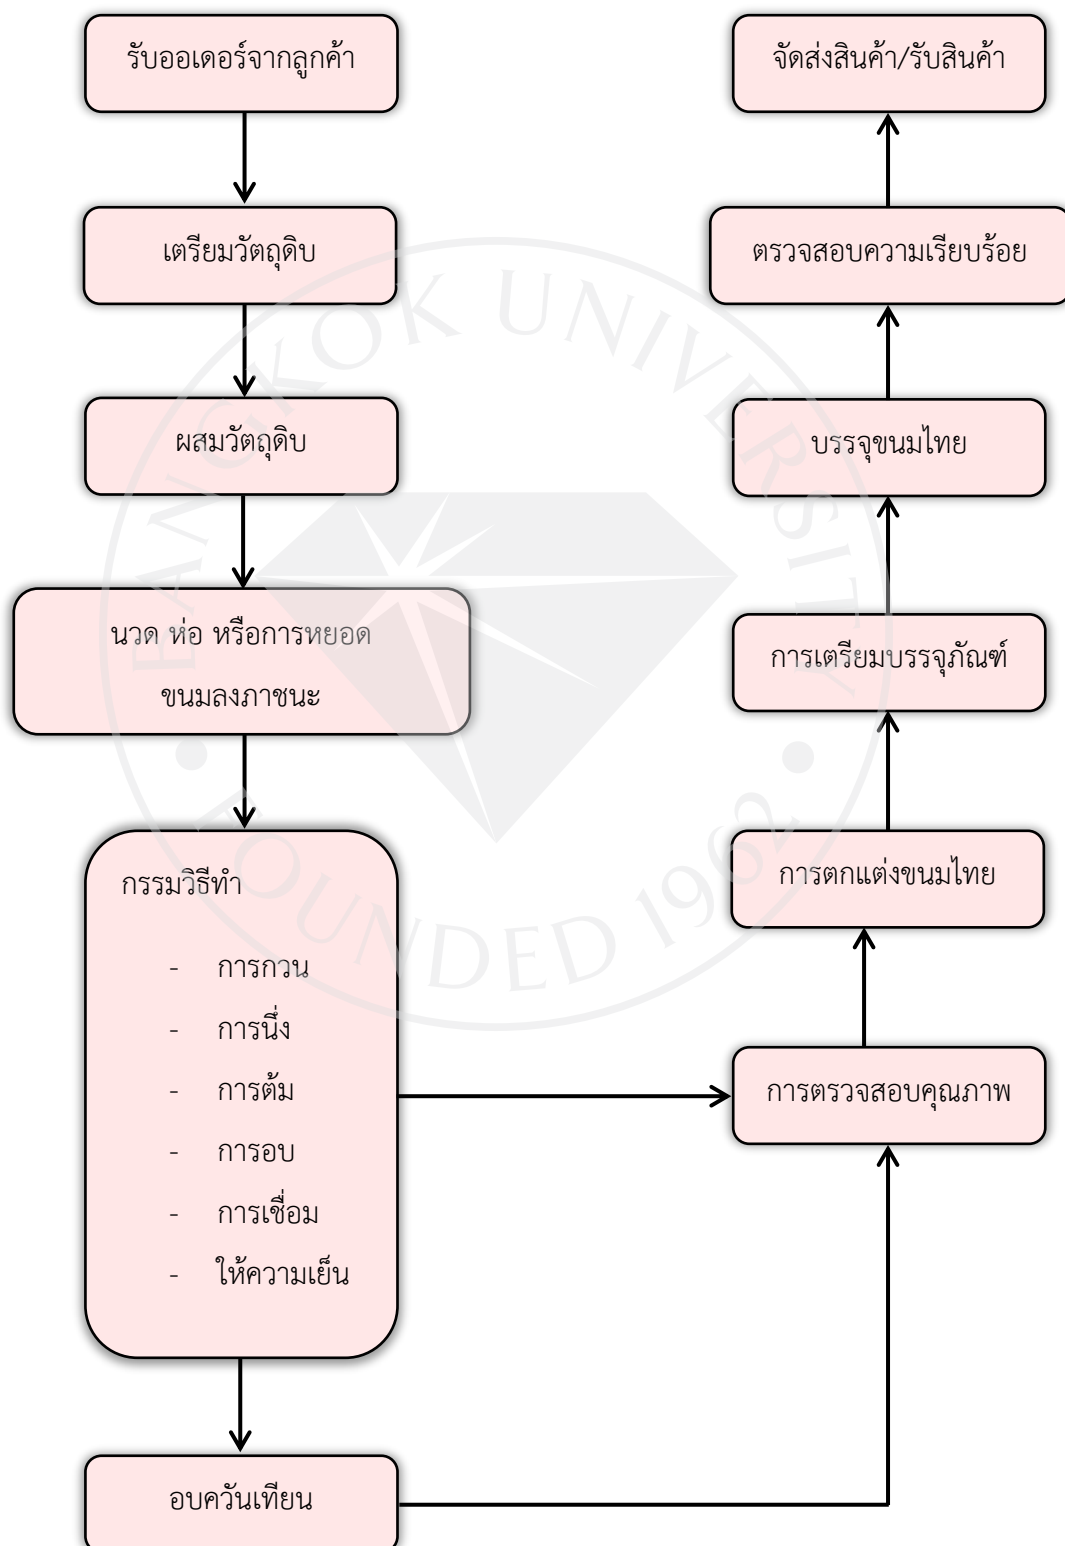 รับออเดอร์จากลูกค้า
เตรียมวัตถุดิบ
ผสมวัตถุดิบ
นวด ห่อ หรือการหยอด
ขนมลงภาชนะ
กรรมวิธีทำ
- การกวน
- การนึ่ง
- การต้ม
- การอบ
- การเชื่อม
- ให้ความเย็น
อบควันเทียน
จัดส่งสินค้า/รับสินค้า
ตรวจสอบความเรียบร้อย
บรรจุขนมไทย
การเตรียมบรรจุภัณฑ์
การตกแต่งขนมไทย
การตรวจสอบคุณภาพ
BANGKOK UNIVERSITY
FOUNDED 1962